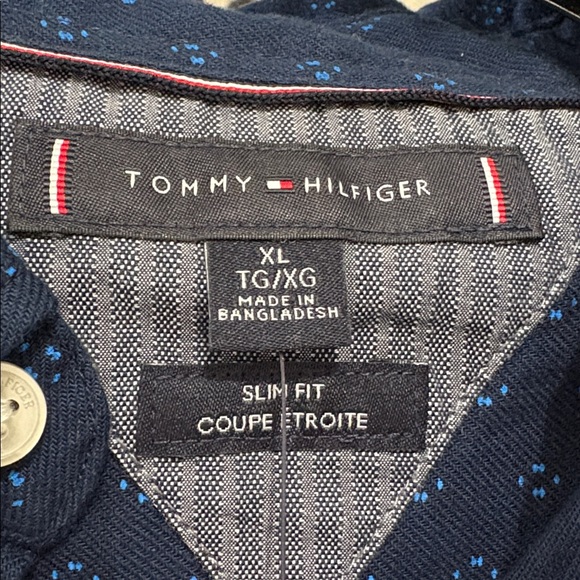 TOMMY HILFIGER
XL
TG/XG
MADE IN
BANGLADESH
SLIM FIT
COUPE ETROITE